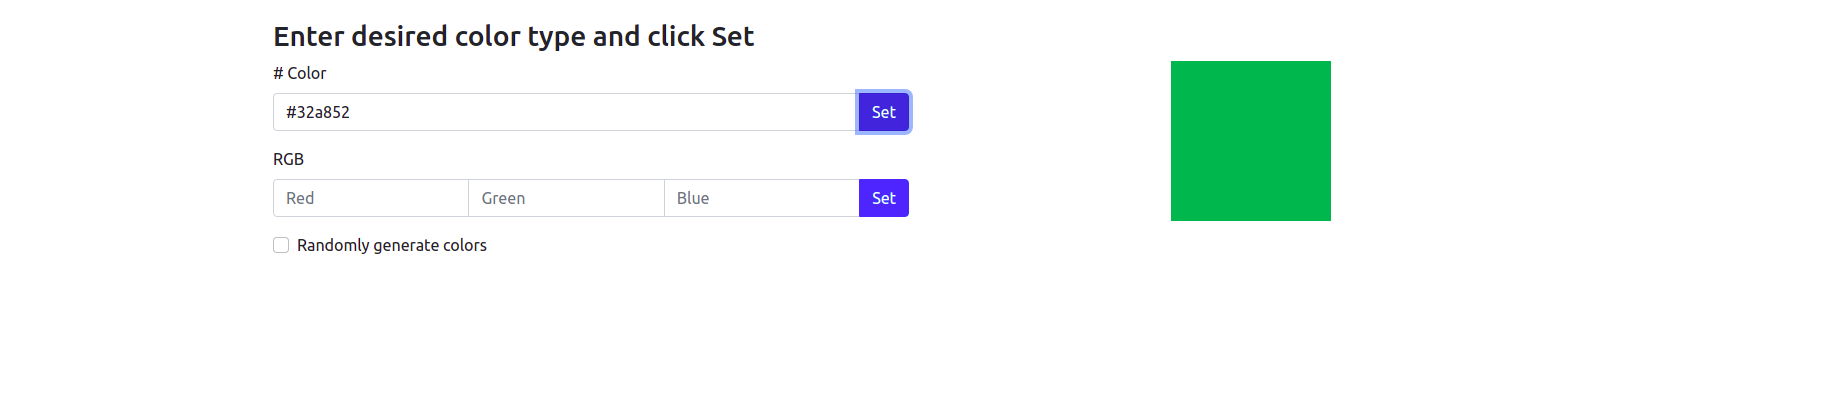 Enter desired color type and click Set
# Color
#32a852 Set
RGB
Red Green Blue Set
Randomly generate colors